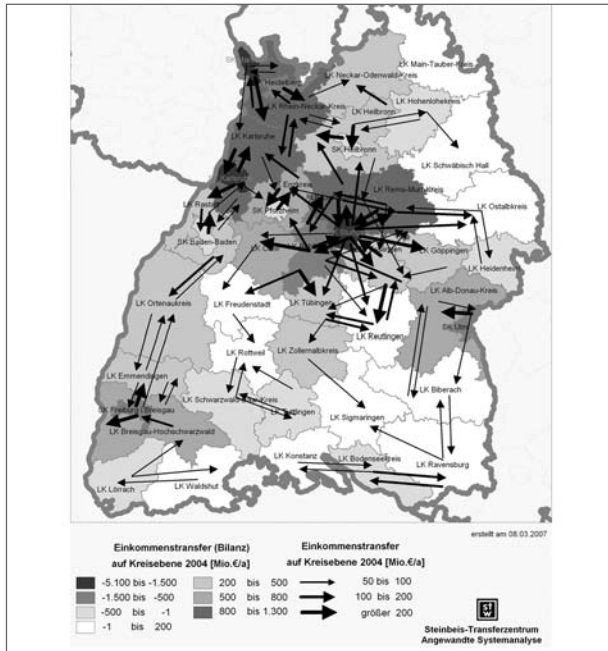 LK Main-Tauber-Kreis
LK Neckar-Odenwald-Kreis
LK Rhein-Neckar-Kreis
LK Hohenlohekreis
LK Heilbronn
LK Karlsruhe
SK Heilbronn
LK Schwäbisch Hall
Enzkreis
LK Rems-Murr-Kreis
LK Rastatt
SK Pforzheim
LK Ostalbkreis
SK Baden-Baden
LK Göppingen
LK Heidenheim
LK Alb-Donau-Kreis
LK Ortenaukreis
LK Freudenstadt
LK Tübingen
SK Ulm
LK Reutlingen
LK Rottweil
LK Zollernalbkreis
LK Emmendingen
LK Biberach
LK Schwarzwald-Baar-Kreis
SK Freiburg i Breisgau
LK Sigmaringen
LK Breisgau-Hochschwarzwald
LK Konstanz
LK Bodenseekreis
LK Ravensburg
LK Lörrach
LK Waldshut
erstellt am 08.03.2007
Einkommenstransfer (Bilanz)
auf Kreisebene 2004 [Mio.€/a]
-5.100 bis -1.500
-1.500 bis -500
-500 bis -1
-1 bis 200
200 bis 500
500 bis 800
800 bis 1.300
Einkommenstransfer
auf Kreisebene 2004 [Mio.€/a]
50 bis 100
100 bis 200
größer 200
Steinbeis-Transferzentrum
Angewandte Systemanalyse